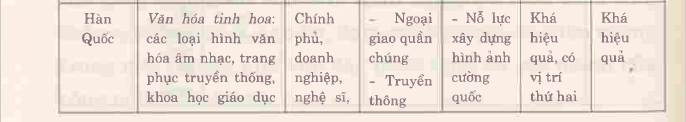 Hàn Quốc
Văn hóa tinh hoa:
các loại hình văn
hóa âm nhạc, trang
phục truyền thống,
khoa học giáo dục
Chính
phủ,
doanh
nghiệp,
nghệ sĩ,
– Ngoại
giao quần
chúng
- Truyền
thông
- Nỗ lực
xây dựng
hình ảnh
cường
quốc
Khá
hiệu
quả, có
vị trí
thứ hai
Khá
hiệu
quả